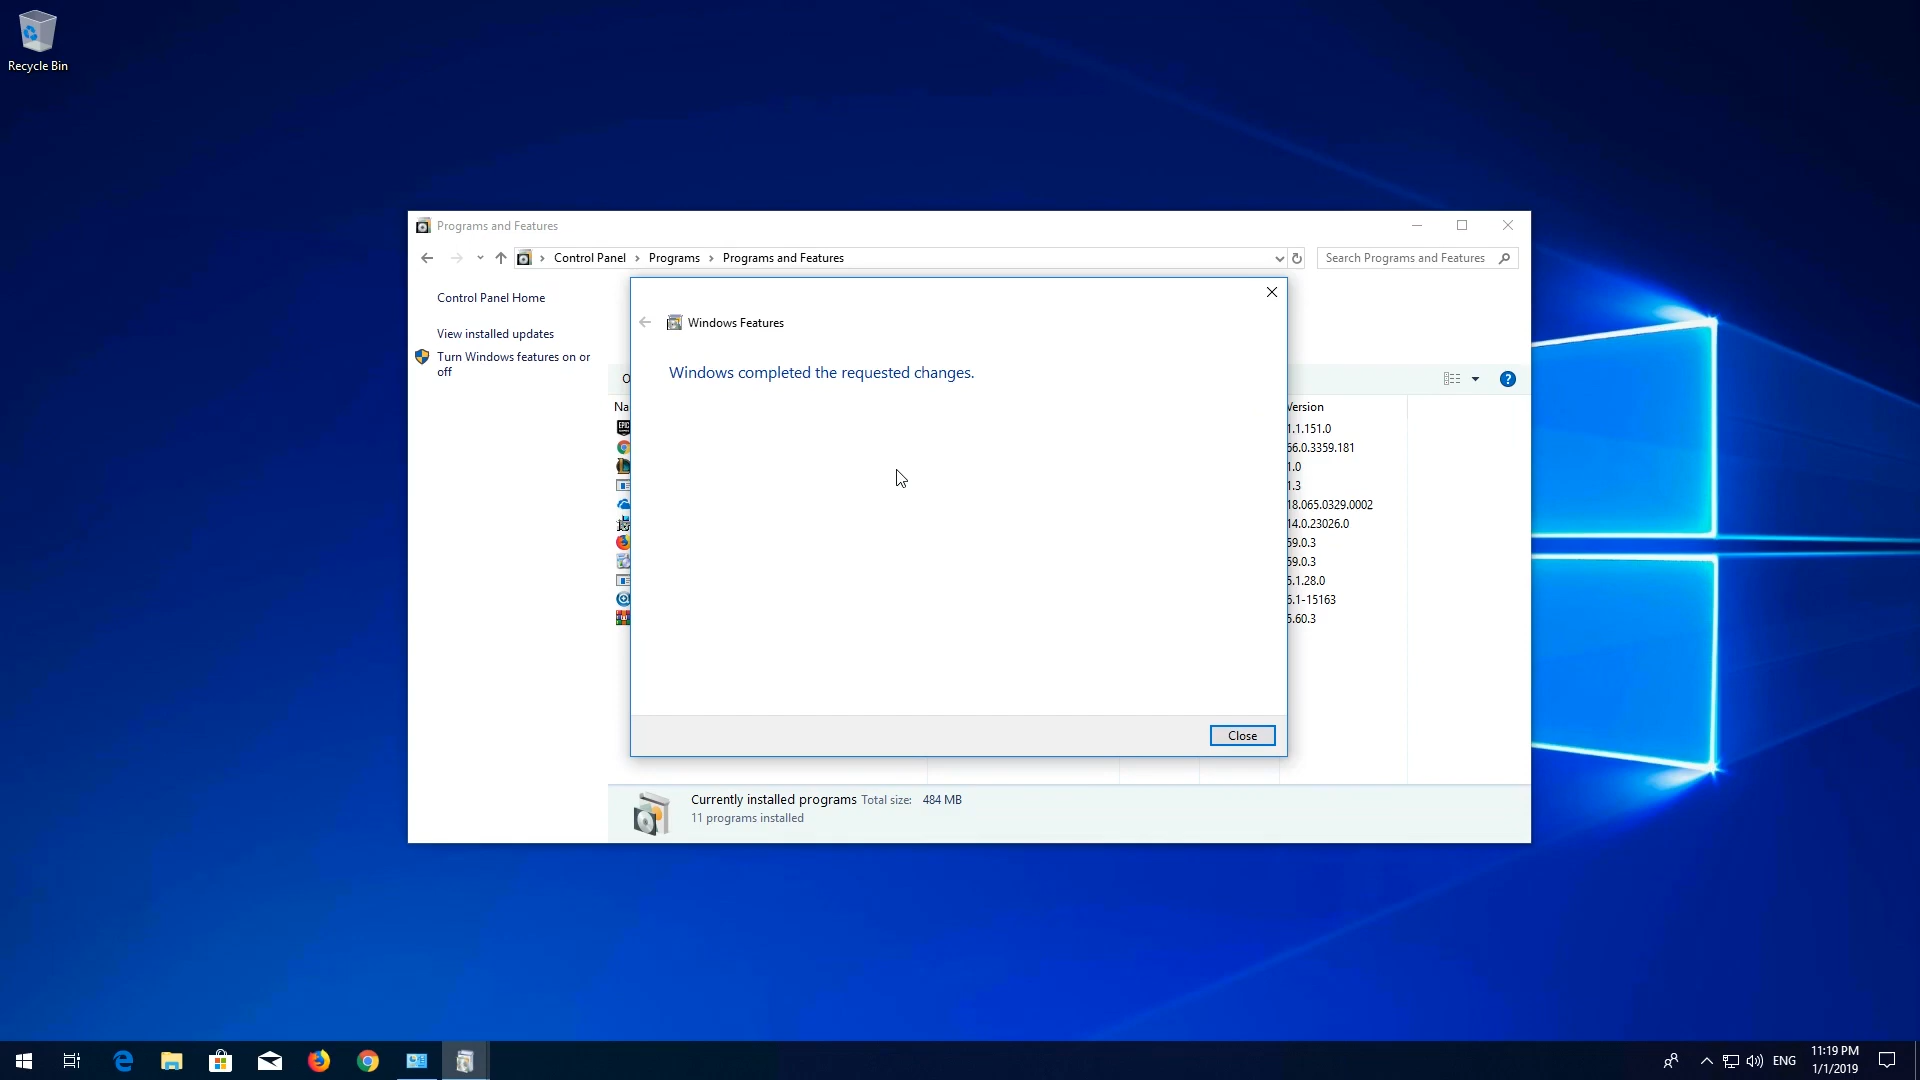 Recycle Bin
Programs and Features
Control Panel
Programs
Programs and Features
Search Programs and Features
Control Panel Home
View installed updates
Turn Windows features on or
off
Windows Features
Windows completed the requested changes.
Close
O
Na
Version
EPIC
1.1.151.0
66.0.3359.181
1.0
1.3
18.065.0329.0002
14.0.23026.0
59.0.3
59.0.3
5.1.28.0
6.1-15163
5.60.3
Currently installed programs Total size: 484 MB
11 programs installed
ENG
11:19 PM
1/1/2019